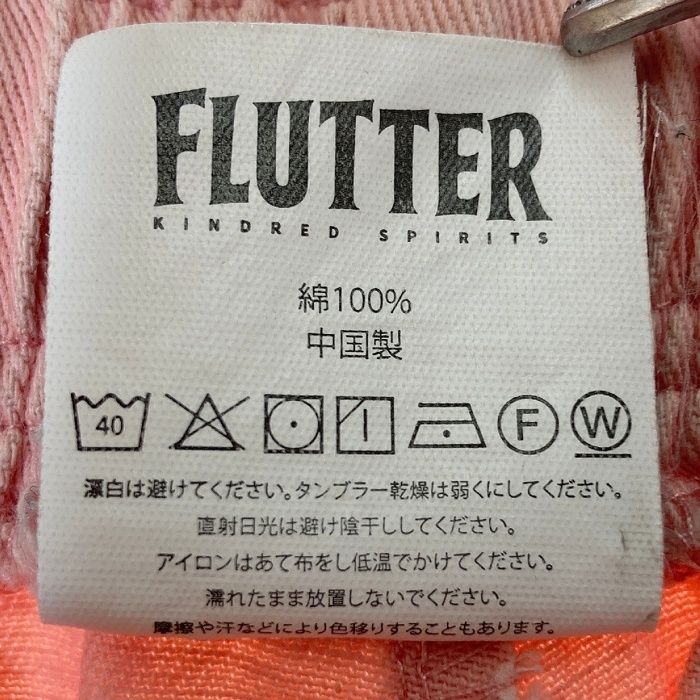 FLUTTER
KINDRED SPIRITS
綿100%
中国製
40 F W
漂白は避けてください。タンブラー乾燥は弱くにしてください。
直射日光は避け陰干ししてください。
アイロンはあて布をし低温でかけてください。
濡れたまま放置しないでください。
摩擦や汗などにより色移りすることもあります。